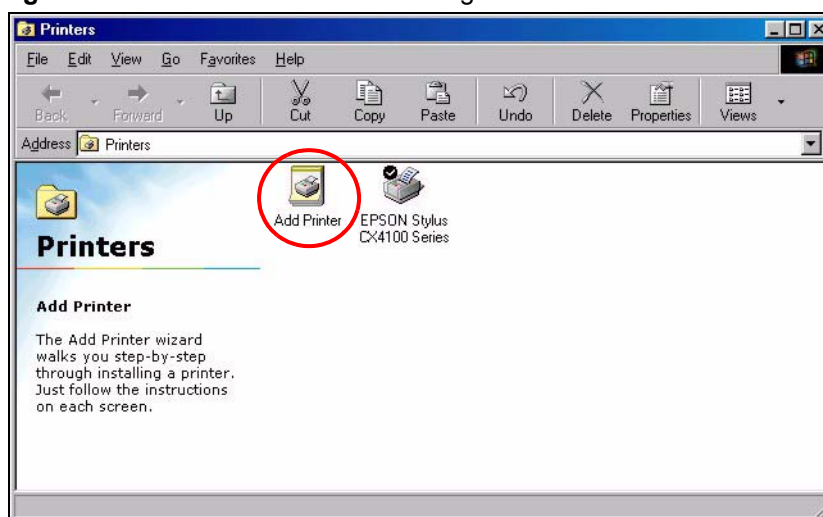 Printers
File Edit View Go Favorites Help
Back Forward Up Cut Copy Paste Undo Delete Properties Views
Address Printers
Add Printer
EPSON Stylus
CX4100 Series
Printers
Add Printer
The Add Printer wizard
walks you step-by-step
through installing a printer.
Just follow the instructions
on each screen.